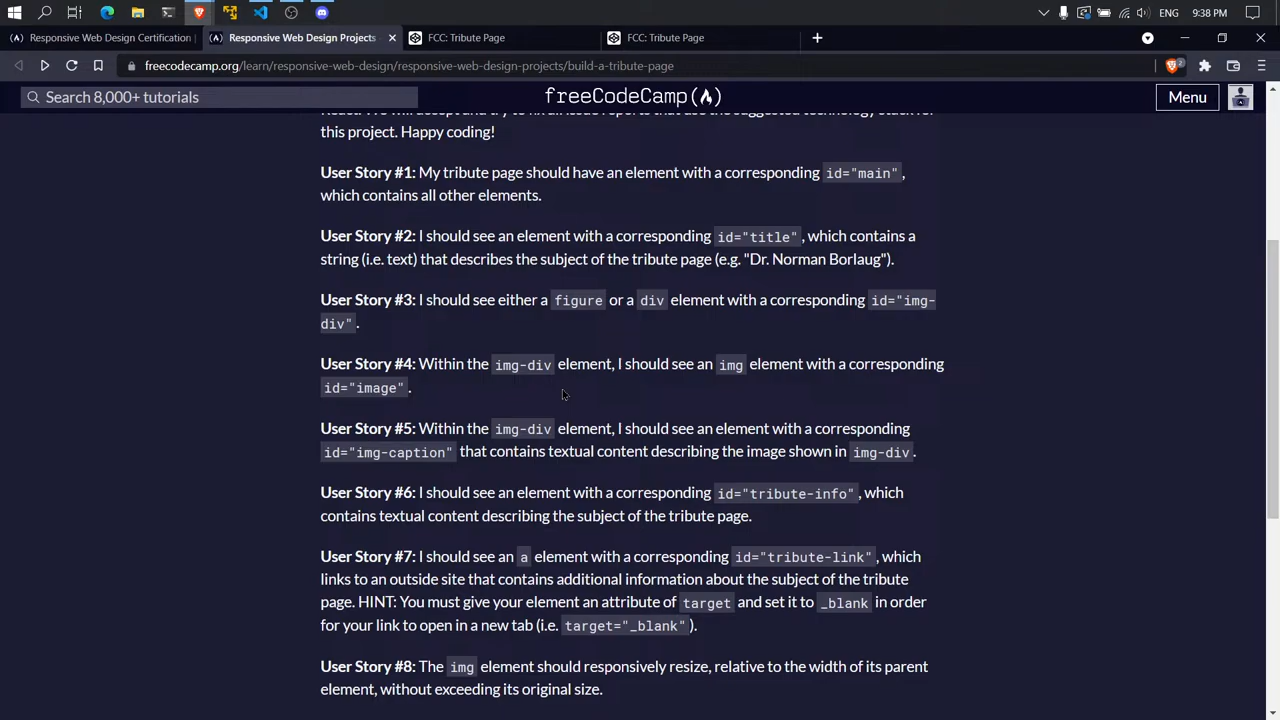 ENG 9:38 PM
Responsive Web Design Certification
Responsive Web Design Projects
FCC: Tribute Page
FCC: Tribute Page
freecodecamp.org/learn/responsive-web-design/responsive-web-design-projects/build-a-tribute-page
2
Search 8,000+ tutorials
freeCodeCamp
Menu
this project. Happy coding!
User Story #1: My tribute page should have an element with a corresponding id="main",
which contains all other elements.
User Story #2: I should see an element with a corresponding id="title", which contains a
string (i.e. text) that describes the subject of the tribute page (e.g. "Dr. Norman Borlaug").
User Story #3: I should see either a figure or a div element with a corresponding id="img-
div".
User Story #4: Within the img-div element, I should see an img element with a corresponding
id="image".
User Story #5: Within the img-div element, I should see an element with a corresponding
id="img-caption" that contains textual content describing the image shown in img-div.
User Story #6: I should see an element with a corresponding id="tribute-info", which
contains textual content describing the subject of the tribute page.
User Story #7: I should see an a element with a corresponding id="tribute-link", which
links to an outside site that contains additional information about the subject of the tribute
page. HINT: You must give your element an attribute of target and set it to _blank in order
for your link to open in a new tab (i.e. target="_blank").
User Story #8: The img element should responsively resize, relative to the width of its parent
element, without exceeding its original size.